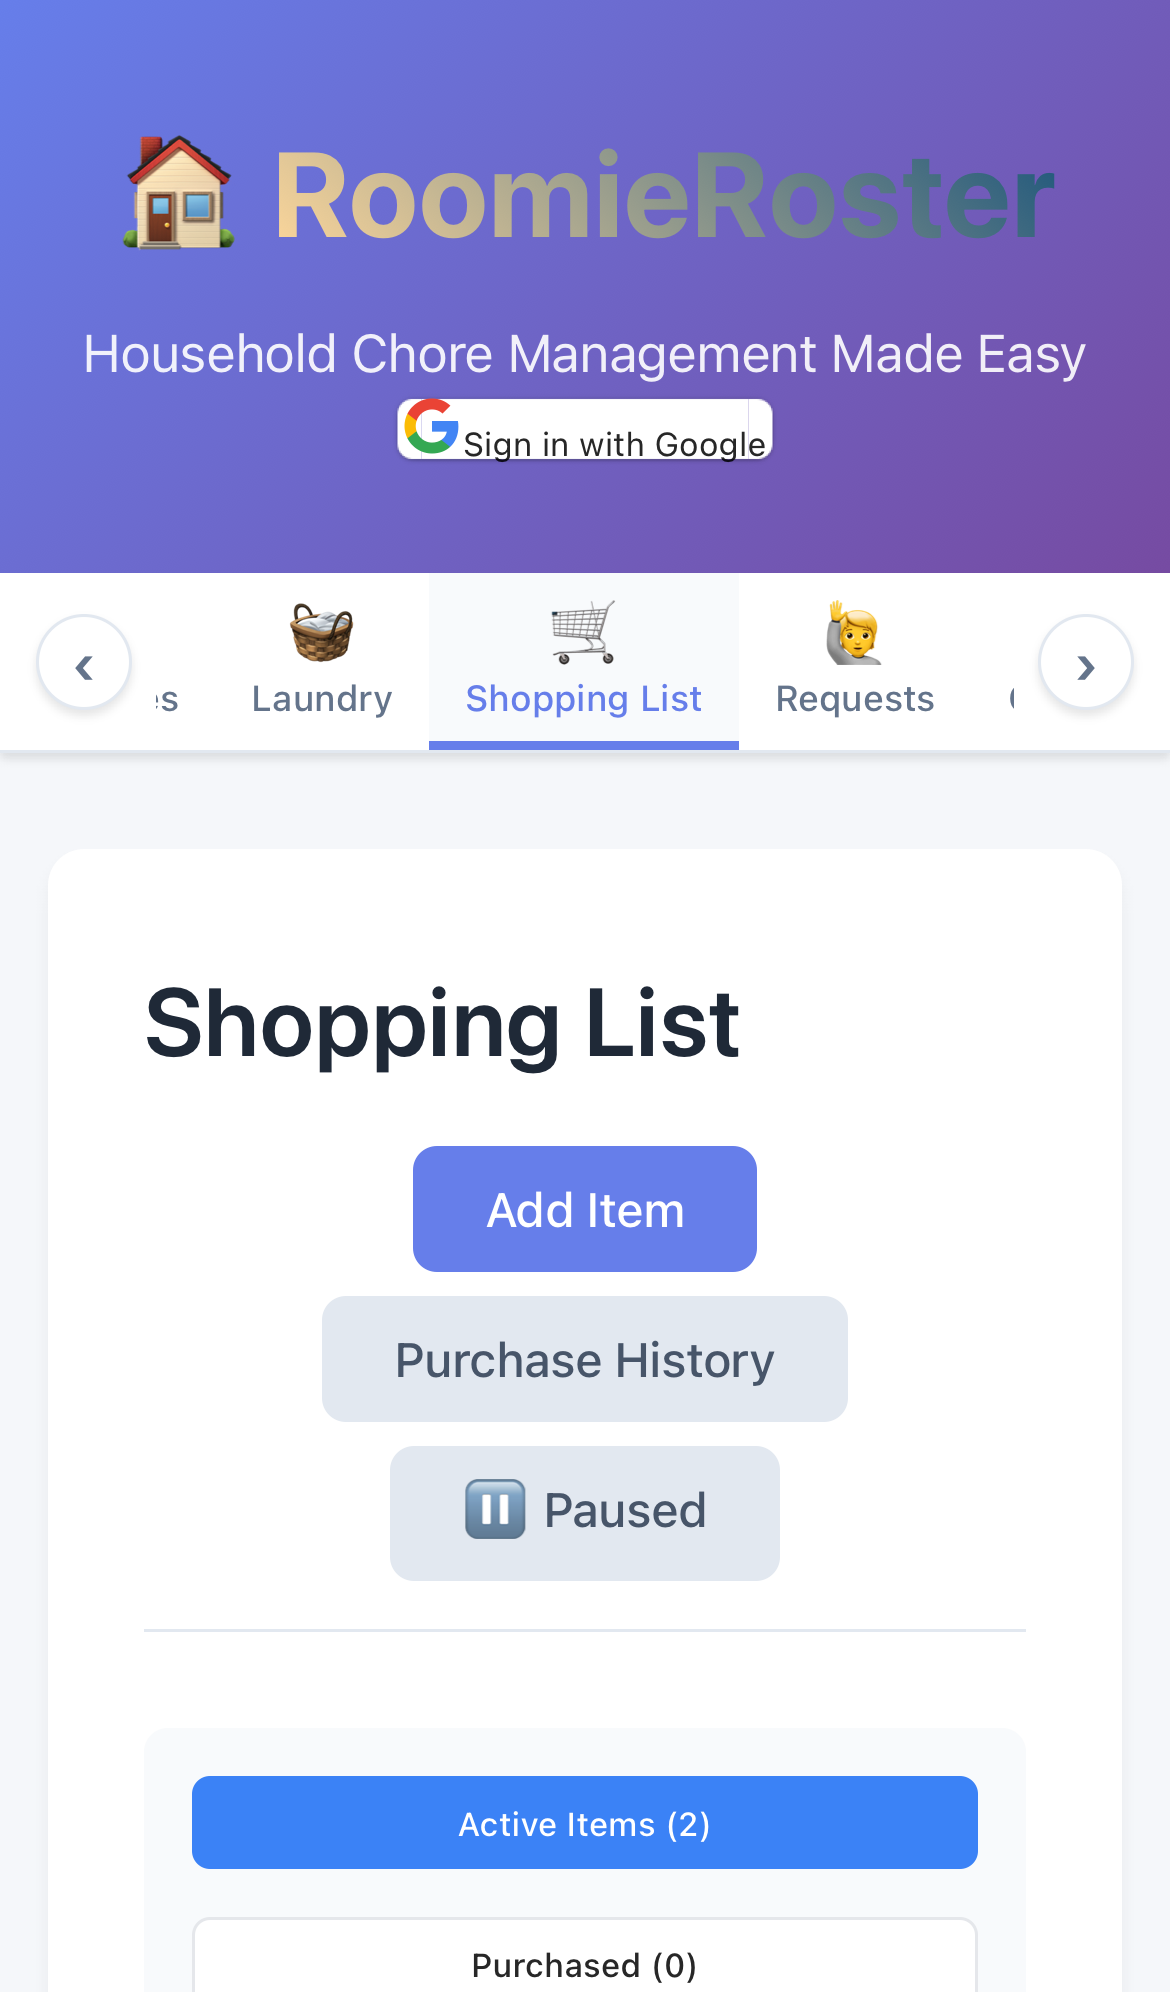 RoomieRoster
Household Chore Management Made Easy
Sign in with Google
‹
Laundry
Shopping List
Requests
›
Shopping List
Add Item
Purchase History
Paused
Active Items (2)
Purchased (0)